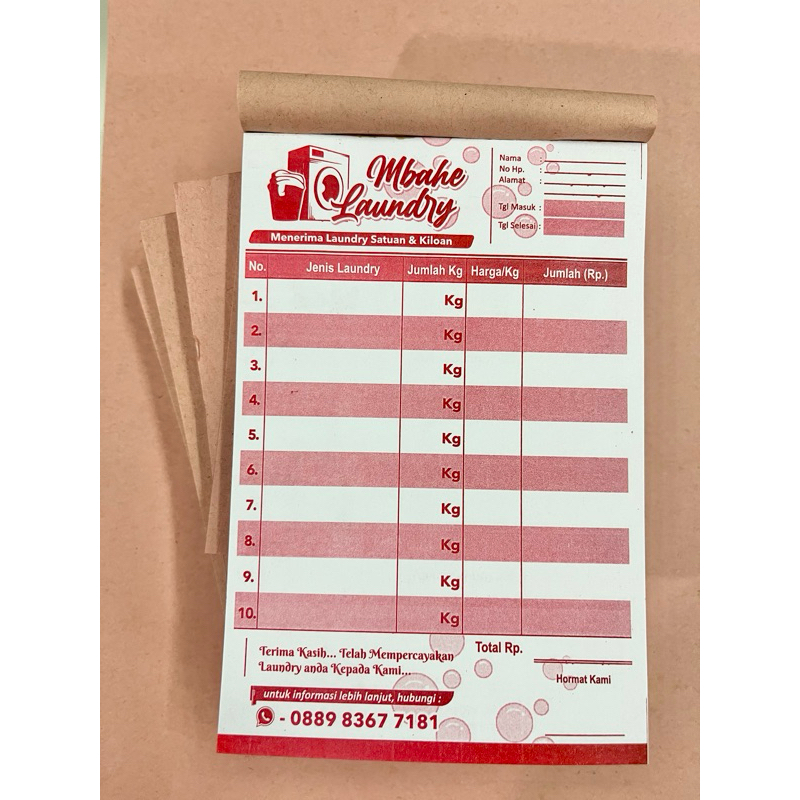 Mbahe
Laundry
Menerima Laundry Satuan & Kiloan
Nama :
No Hp. :
Alamat :
Tgl Masuk :
Tgl Selesai :
No. Jenis Laundry Jumlah Kg Harga/Kg Jumlah (Rp.)
1. Kg
2. Kg
3. Kg
4. Kg
5. Kg
6. Kg
7. Kg
8. Kg
9. Kg
10. Kg
Terima Kasih... Telah Mempercayakan
Laundry anda Kepada Kami...
Total Rp.
Hormat Kami
untuk informasi lebih lanjut, hubungi :
- 0889 8367 7181